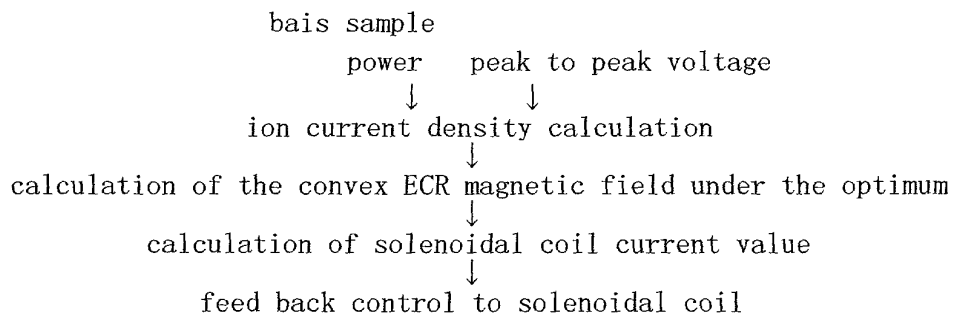 bais sample
power peak to peak voltage
↓ ↓
ion current density calculation
↓
calculation of the convex ECR magnetic field under the optimum
↓
calculation of solenoidal coil current value
↓
feed back control to solenoidal coil